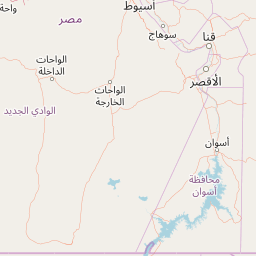 أسيوط
واحة
مصر
سوهاج
قنا
الواحات
الداخلة
الواحات
الخارجة
الأقصر
الوادي الجديد
أسوان
محافظة
أسوان